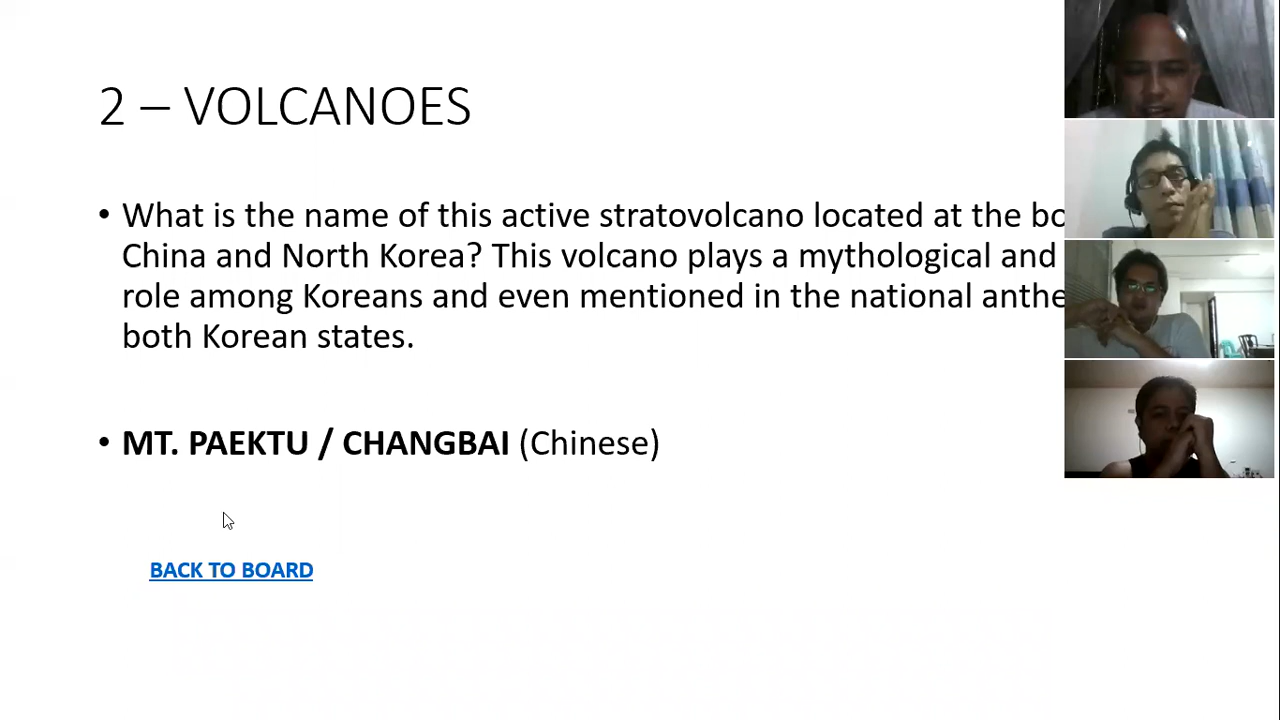 2 – VOLCANOES
• What is the name of this active stratovolcano located at the
China and North Korea? This volcano plays a mythological and
role among Koreans and even mentioned in the national
both Korean states.
• MT. PAEKTU / CHANGBAI (Chinese)
BACK TO BOARD